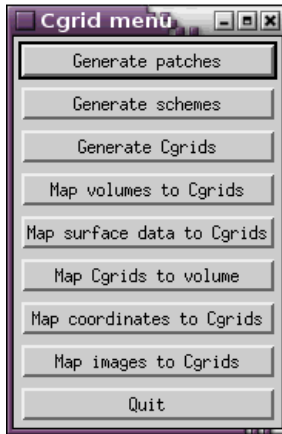 Cgrid menu
Generate patches
Generate schemes
Generate Cgrids
Map volumes to Cgrids
Map surface data to Cgrids
Map Cgrids to volume
Map coordinates to Cgrids
Map images to Cgrids
Quit